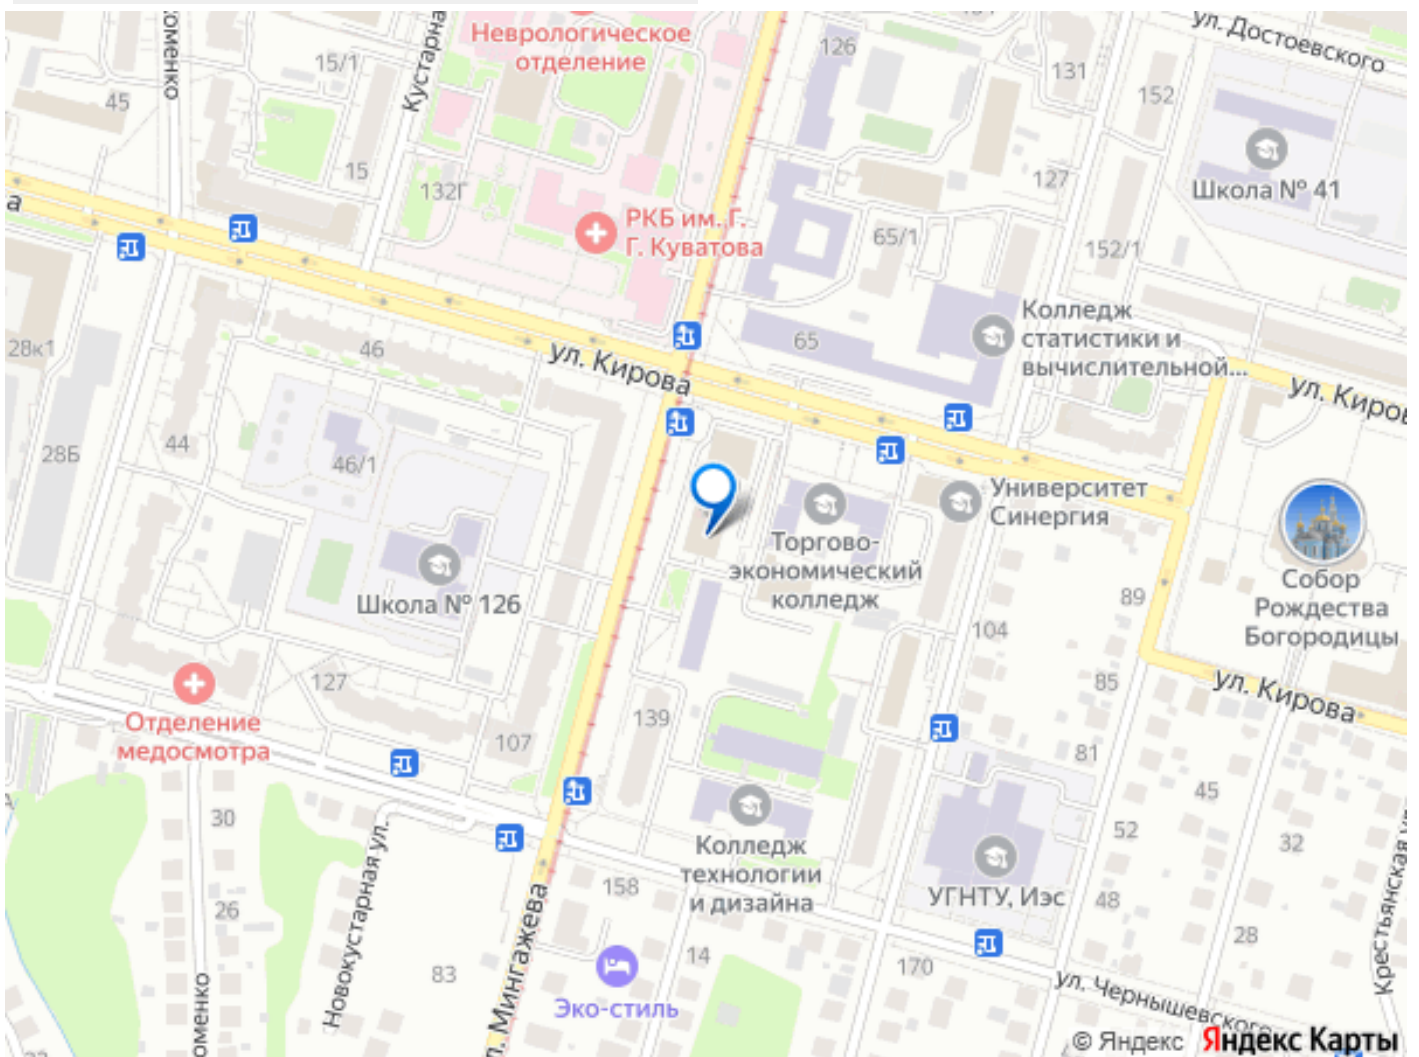 Неврологическое
отделение
126
ул. Достоевского
15/1
Кустарна
оменко
45
131
152
15
132Г
127
Школа № 41
а
РКБ им. Г.
Г. Куватова
65/1
152/1
Колледж
статистики и
вычислительной...
28к1
46
ул. Кирова
65
ул. Киров
44
28Б
46/1
Университет
Синергия
Торгово-
экономический
колледж
Школа № 126
89
Собор
Рождества
Богородицы
104
127
85
ул. Кирова
Отделение
медосмотра
107
139
81
45
30
52
32
Колледж
технологии
и дизайна
Новокустарная ул.
158
УГНТУ, Иэс
48
Крестьянская ул.
26
28
83
л. Мингажева
14
170
оменко
Эко-стиль
ул. Чернышевского
© Яндекс Яндекс Карты